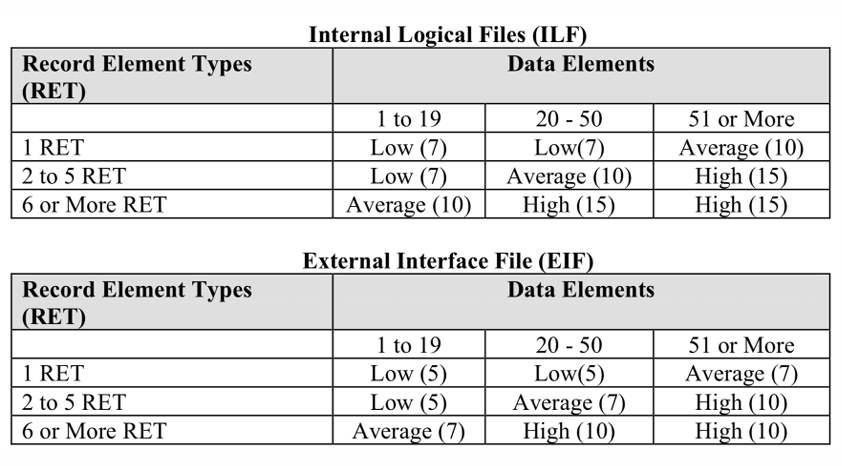 Internal Logical Files (ILF)
Record Element Types Data Elements
(RET)
1 to 19 20 - 50 51 or More
1 RET Low (7) Low(7) Average (10)
2 to 5 RET Low (7) Average (10) High (15)
6 or More RET Average (10) High (15) High (15)
External Interface File (EIF)
Record Element Types Data Elements
(RET)
1 to 19 20 - 50 51 or More
1 RET Low (5) Low(5) Average (7)
2 to 5 RET Low (5) Average (7) High (10)
6 or More RET Average (7) High (10) High (10)